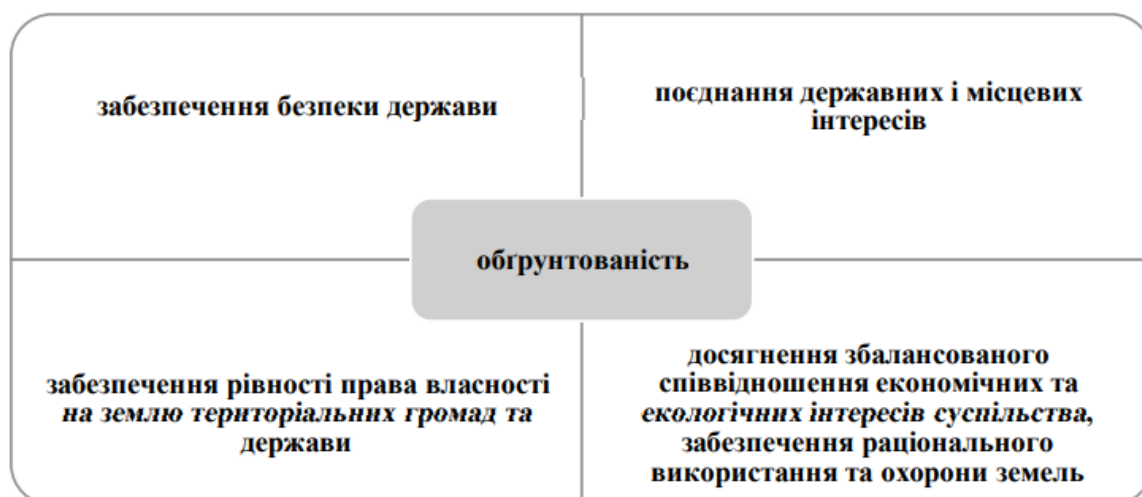 забезпечення безпеки держави
поєднання державних і місцевих
інтересів
обґрунтованість
забезпечення рівності права власності
на землю територіальних громад та
держави
досягнення збалансованого
співвідношення економічних та
екологічних інтересів суспільства,
забезпечення раціонального
використання та охорони земель